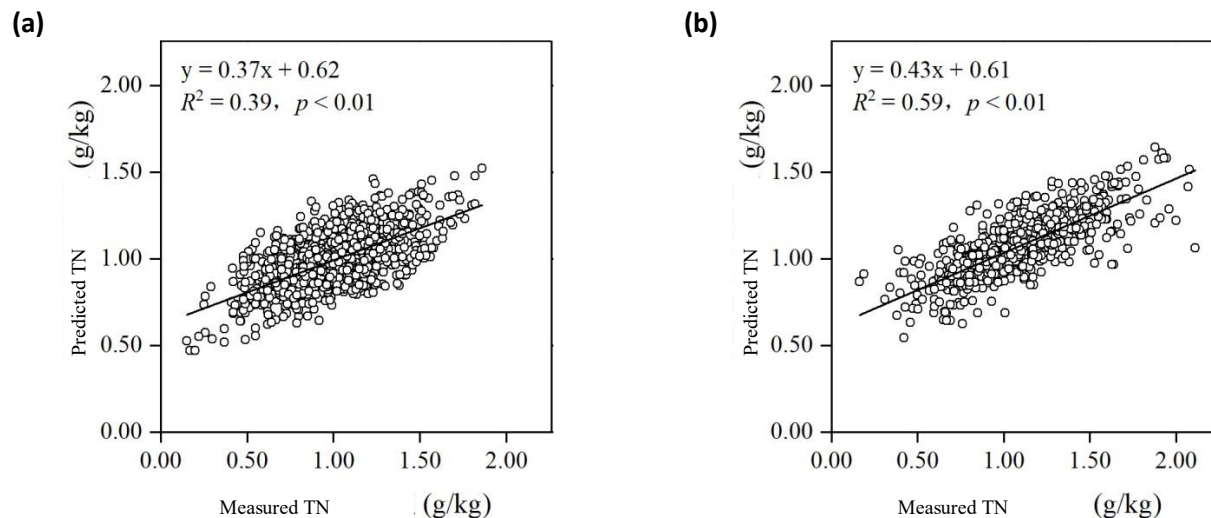 (a)
y = 0.37x + 0.62
R² = 0.39, p < 0.01
2.00
1.50
1.00
0.50
0.00
Predicted TN (g/kg)
0.00 0.50 1.00 1.50 2.00
Measured TN (g/kg)
(b)
y = 0.43x + 0.61
R² = 0.59, p < 0.01
2.00
1.50
1.00
0.50
0.00
Predicted TN (g/kg)
0.00 0.50 1.00 1.50 2.00
Measured TN (g/kg)